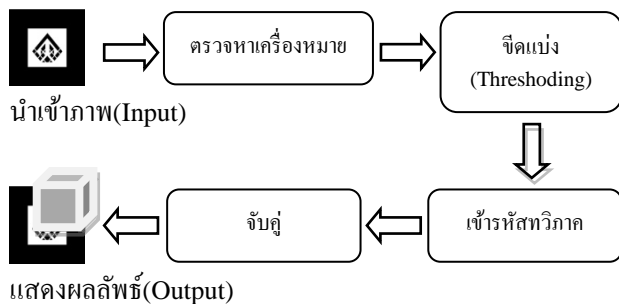 ตรวจหาเครื่องหมาย
ขีดแบ่ง
(Threshoding)
นำเข้าภาพ(Input)
จับคู่
เข้ารหัสทวิภาค
แสดงผลลัพธ์(Output)